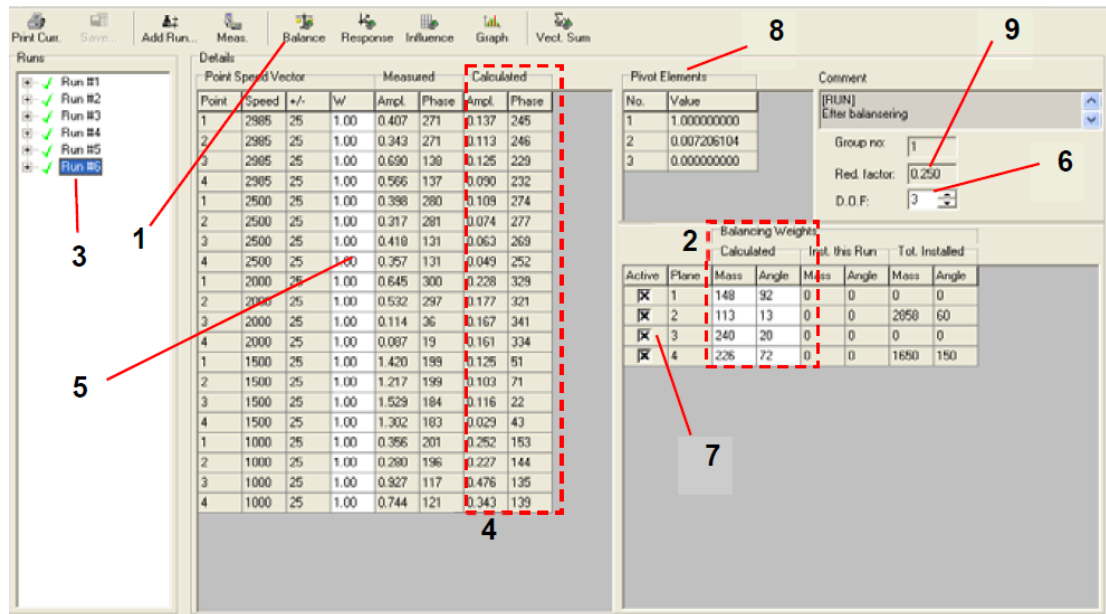 Print Curr. Save... Add Run... Meas. Balance Response Influence Graph Vect. Sum
Runs
Run #1
Run #2
Run #3
Run #4
Run #5
Run #6
3
1
Details
Point Speed Vector Measured Calculated
Point Speed +/- W Ampl. Phase Ampl. Phase
1 2985 25 1.00 0.407 271 0.137 245
2 2985 25 1.00 0.343 271 0.113 246
3 2985 25 1.00 0.690 138 0.125 229
4 2985 25 1.00 0.566 137 0.090 232
1 2500 25 1.00 0.398 280 0.109 274
2 2500 25 1.00 0.317 281 0.074 277
3 2500 25 1.00 0.418 131 0.063 269
4 2500 25 1.00 0.357 131 0.049 252
1 2000 25 1.00 0.645 300 0.228 329
2 2000 25 1.00 0.532 297 0.177 321
3 2000 25 1.00 0.114 36 0.167 341
4 2000 25 1.00 0.087 19 0.161 334
1 1500 25 1.00 1.420 199 0.125 51
2 1500 25 1.00 1.217 199 0.103 71
3 1500 25 1.00 1.529 184 0.116 22
4 1500 25 1.00 1.302 183 0.029 43
1 1000 25 1.00 0.356 201 0.252 153
2 1000 25 1.00 0.280 196 0.227 144
3 1000 25 1.00 0.927 117 0.476 135
4 1000 25 1.00 0.744 121 0.343 139
5
4
8
Pivot Elements
No. Value
1 1.000000000
2 0.007206104
3 0.000000000
9
Comment
[RUN]
Efter balansering
Group no: 1
Red. factor: 0.250
D.O.F: 3
6
2
Balancing Weights
Calculated Inst. this Run Tot. Installed
Active Plane Mass Angle Mass Angle Mass Angle
1 148 92 0 0 0 0
2 113 13 0 0 2858 60
3 240 20 0 0 0 0
4 226 72 0 0 1650 150
7